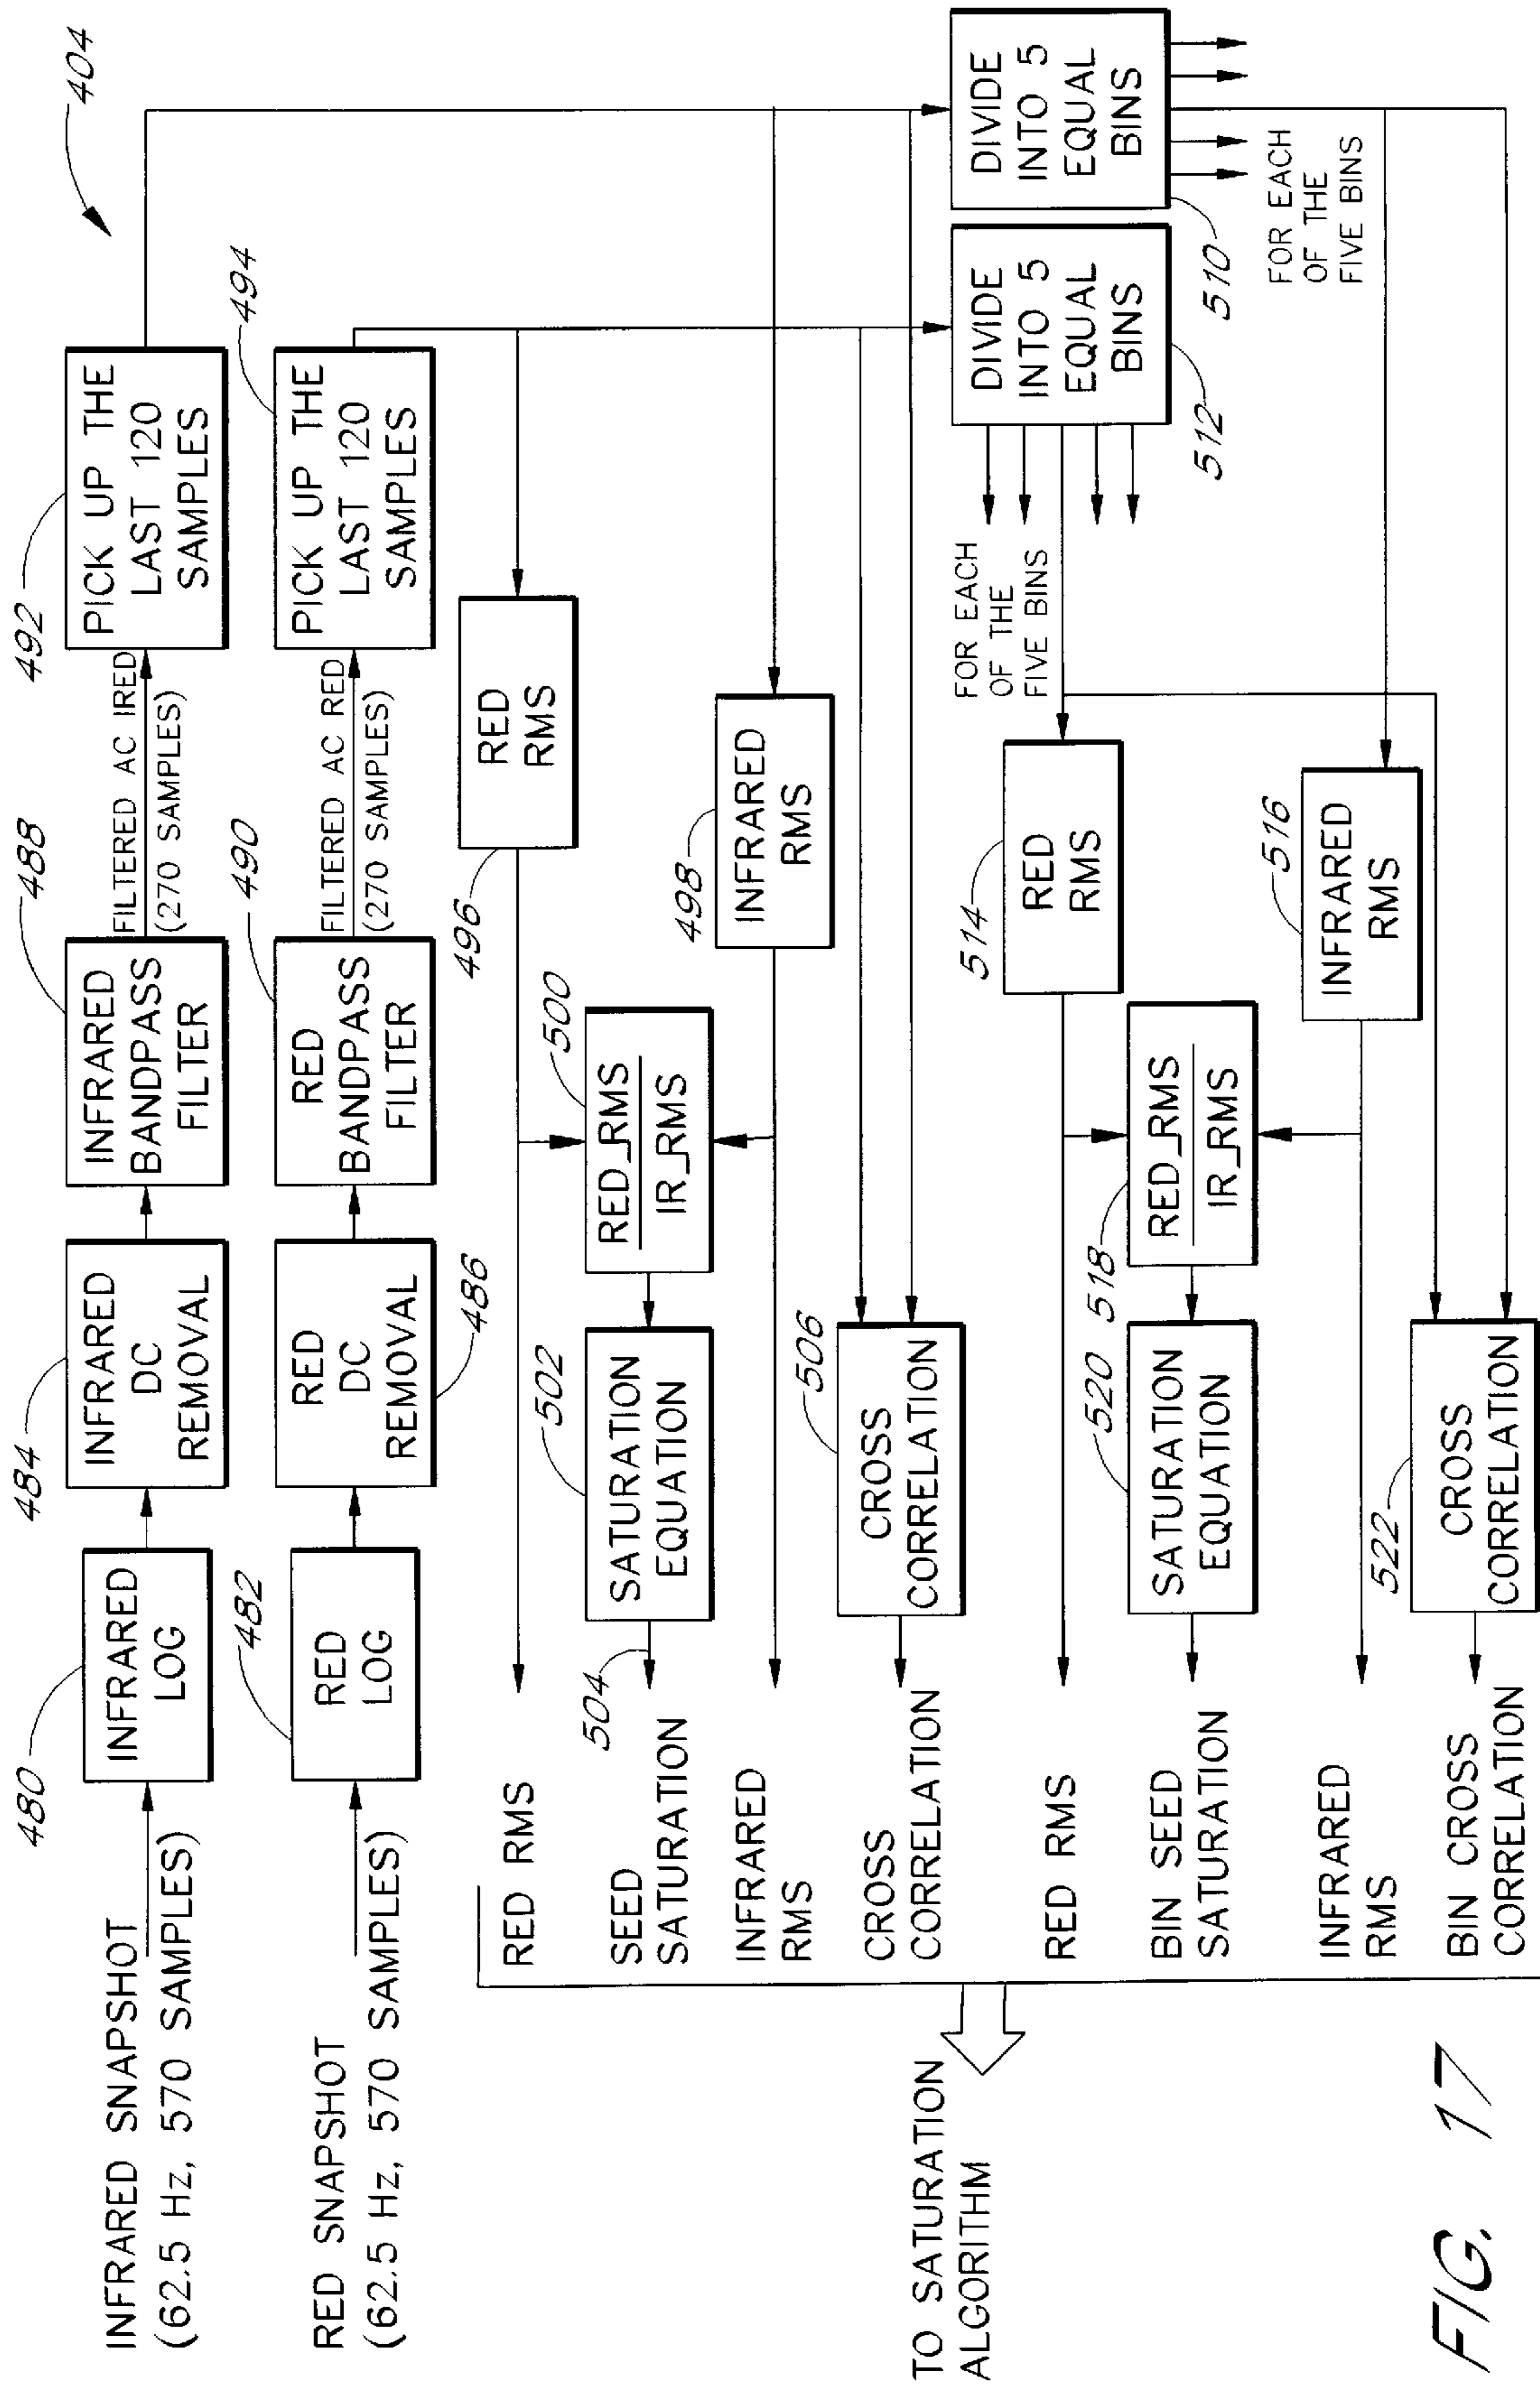 404
INFRARED SNAPSHOT
(62.5 Hz, 570 SAMPLES)
480
INFRARED
LOG
484
INFRARED
DC
REMOVAL
488
INFRARED
BANDPASS
FILTER
FILTERED AC IRED
(270 SAMPLES)
492
PICK UP THE
LAST 120
SAMPLES
RED SNAPSHOT
(62.5 Hz, 570 SAMPLES)
482
RED
LOG
RED
DC
REMOVAL
486
490
RED
BANDPASS
FILTER
FILTERED AC RED
(270 SAMPLES)
494
PICK UP THE
LAST 120
SAMPLES
RED RMS
496
RED
RMS
SEED
SATURATION
504
502
SATURATION
EQUATION
500
RED_RMS
IR_RMS
INFRARED
RMS
498
INFRARED
RMS
CROSS
CORRELATION
506
CROSS
CORRELATION
DIVIDE
INTO 5
EQUAL
BINS
512
DIVIDE
INTO 5
EQUAL
BINS
510
FOR EACH
OF THE
FIVE BINS
FOR EACH
OF THE
FIVE BINS
RED RMS
514
RED
RMS
BIN SEED
SATURATION
520
SATURATION
EQUATION
518
RED_RMS
IR_RMS
INFRARED
RMS
516
INFRARED
RMS
BIN CROSS
CORRELATION
522
CROSS
CORRELATION
TO SATURATION
ALGORITHM
FIG. 17